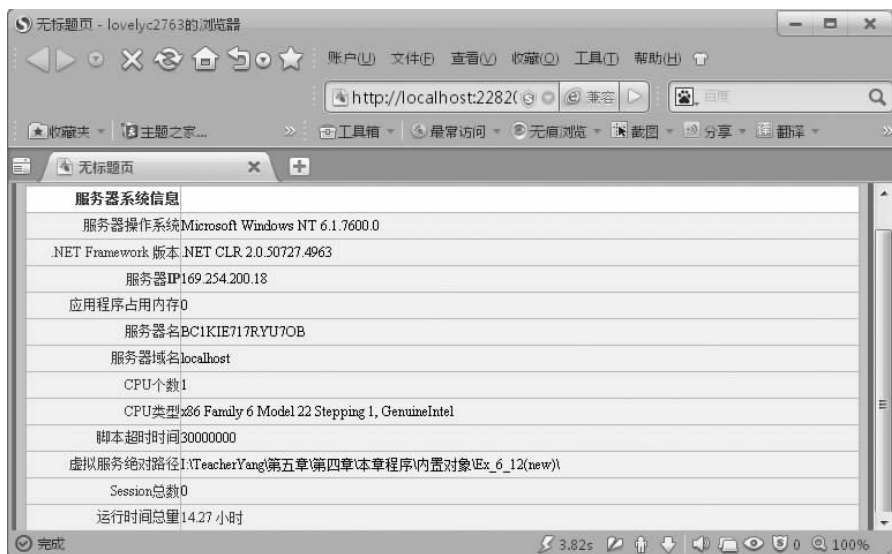 无标题页 - lovelyc2763的浏览器
账户(U) 文件(F) 查看(V) 收藏(O) 工具(T) 帮助(H)
http://localhost:2282( 兼容 百度
收藏夹 主题之家... 工具箱 最常访问 无痕浏览 截图 分享 翻译
无标题页
服务器系统信息
服务器操作系统 Microsoft Windows NT 6.1.7600.0
.NET Framework 版本 .NET CLR 2.0.50727.4963
服务器IP 169.254.200.18
应用程序占用内存 0
服务器名 BC1KIE717RYU7OB
服务器域名 localhost
CPU个数 1
CPU类型 x86 Family 6 Model 22 Stepping 1, GenuineIntel
脚本超时时间 30000000
虚拟服务绝对路径 I:\TeacherYang\第五章\第四章\本章程序\内置对象\Ex_6_12(new)\
Session总数 0
运行时间总量 14.27 小时
完成 3.82s 0 100%